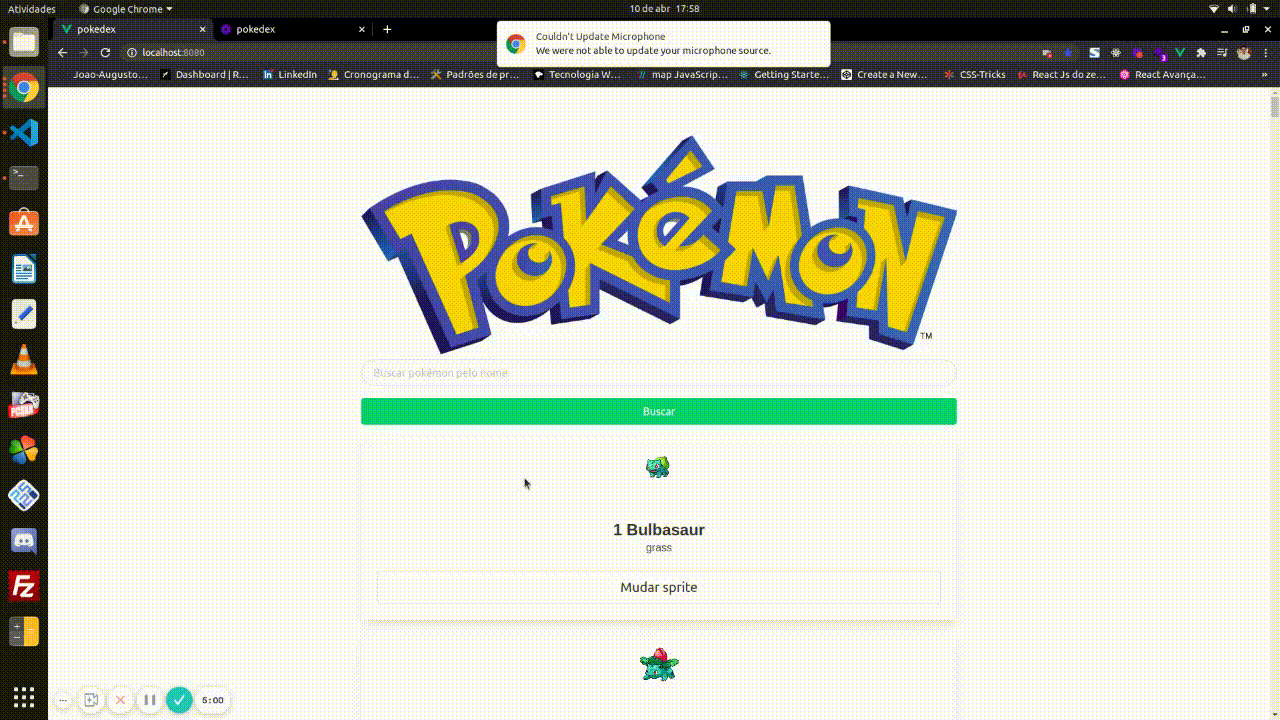 Atividades
Google Chrome
10 de abr 17:58
pokedex
pokedex
Couldn't Update Microphone
We were not able to update your microphone source.
localhost:8080
3
Joao-Augusto...
Dashboard | R...
LinkedIn
Cronograma d...
Padrões de pr...
Tecnologia W...
map JavaScrip...
Getting Starte...
Create a New...
CSS-Tricks
React Js do ze...
React Avança...
»
POKéMON
TM
Buscar pokémon pelo nome
Buscar
1 Bulbasaur
grass
Mudar sprite
5:00